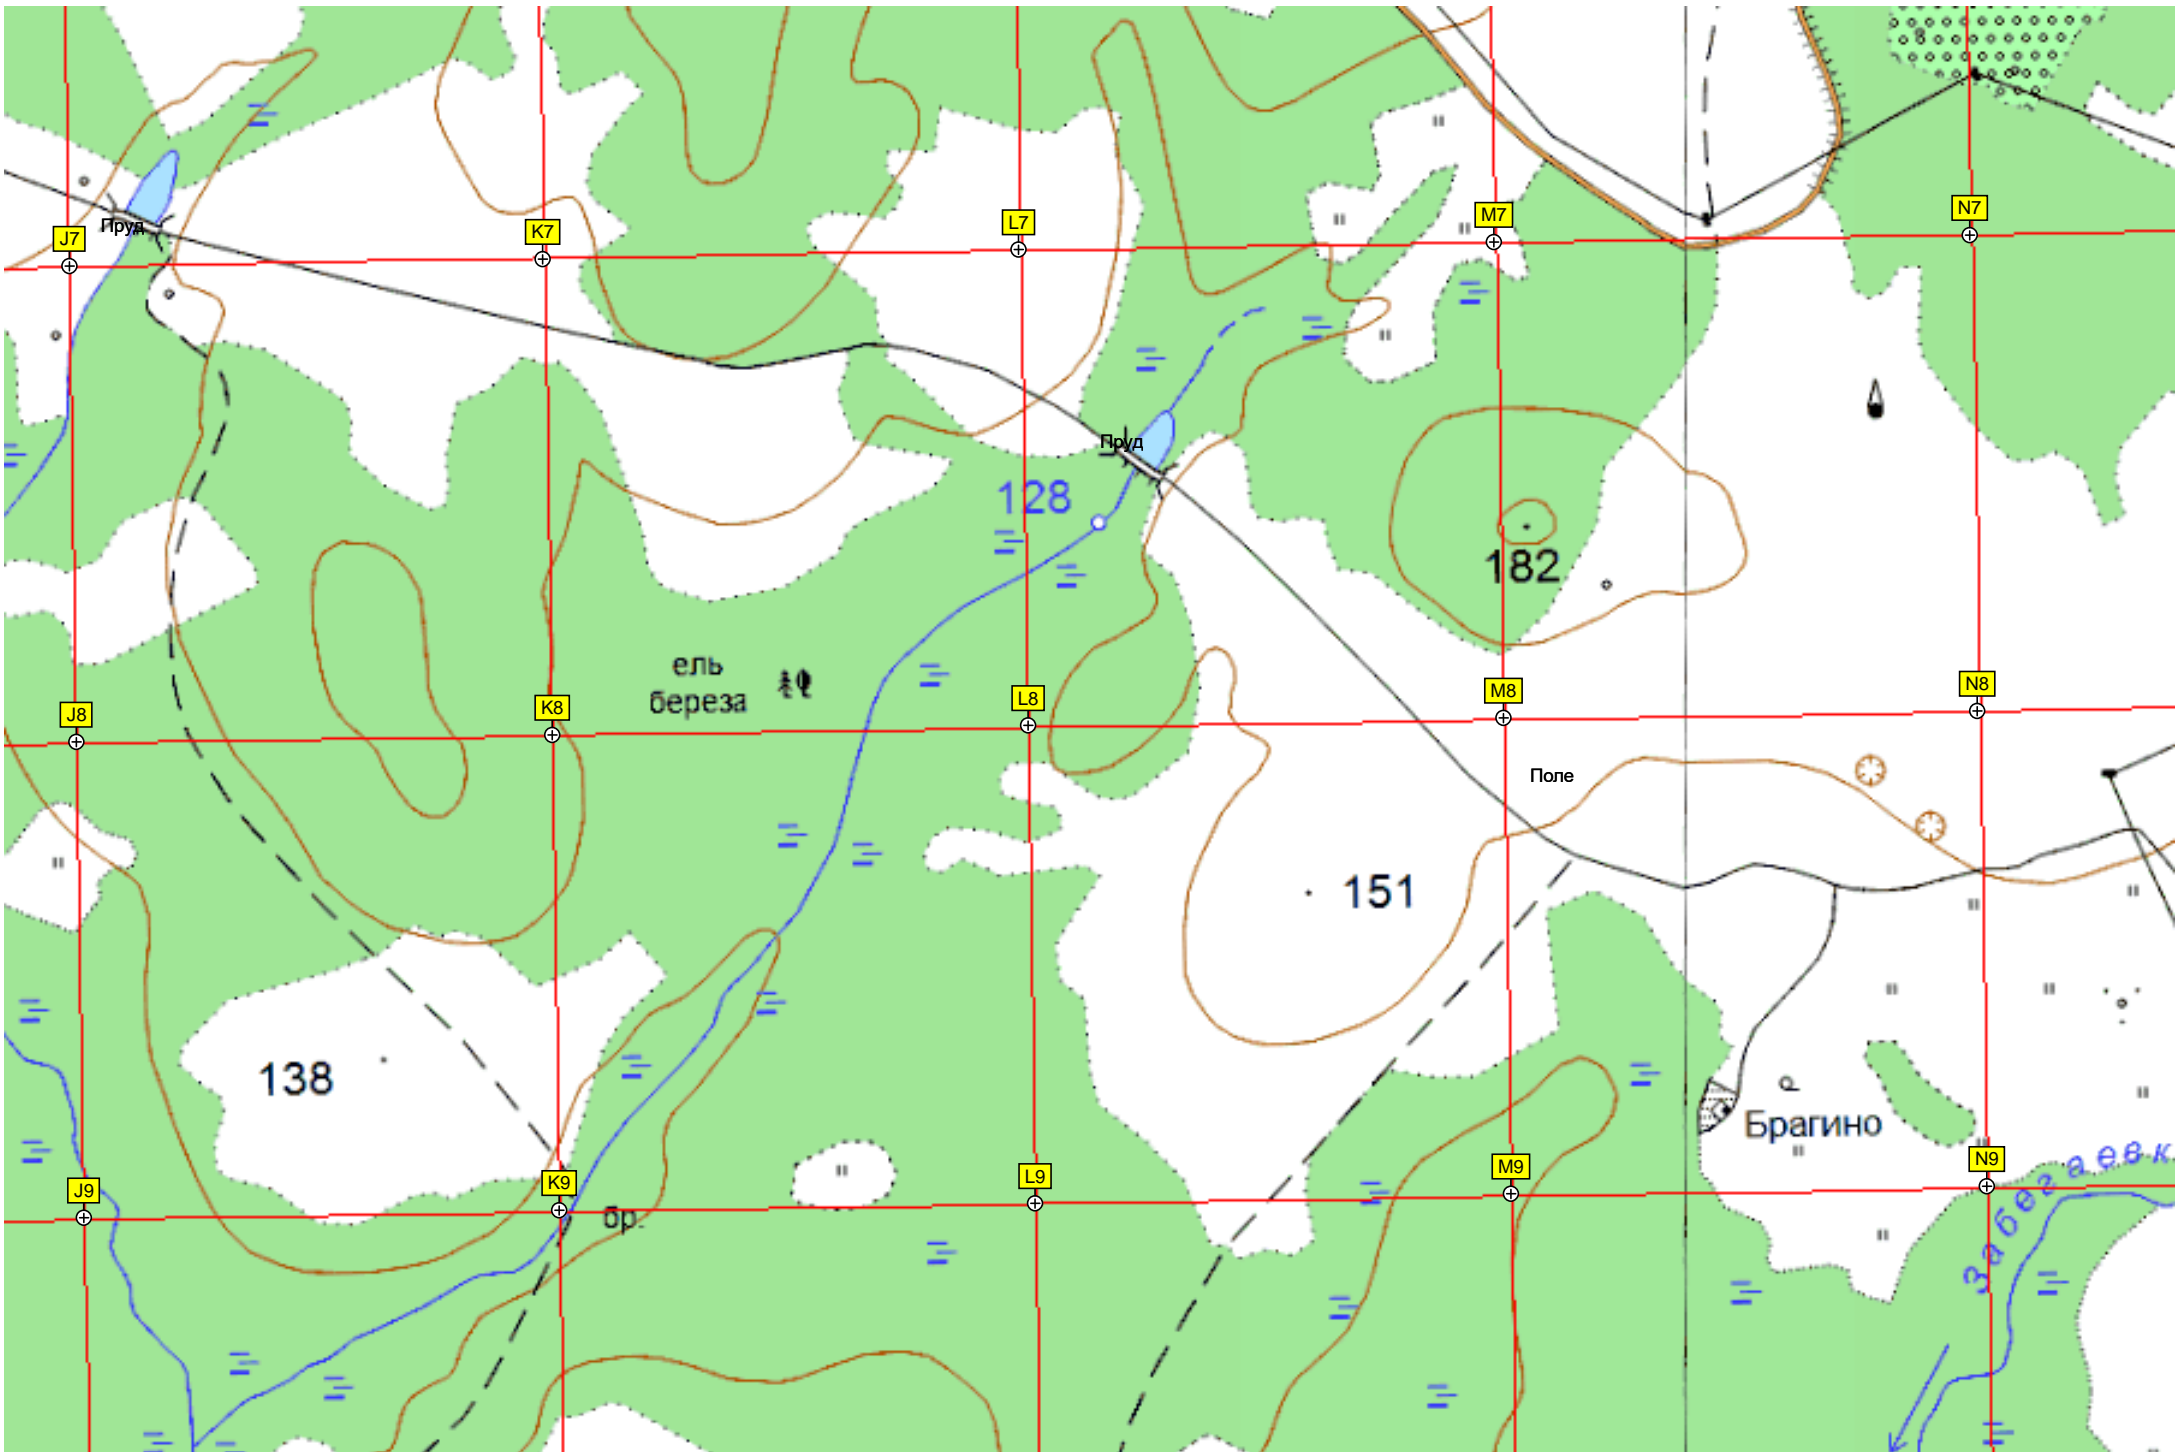 N7
L7
M7
Пруд
K7
J7
Пруд
128
182
ель
береза
N8
M8
L8
K8
J8
Поле
151
138
Брагино
Забегаевк
N9
M9
L9
K9
J9
бр.